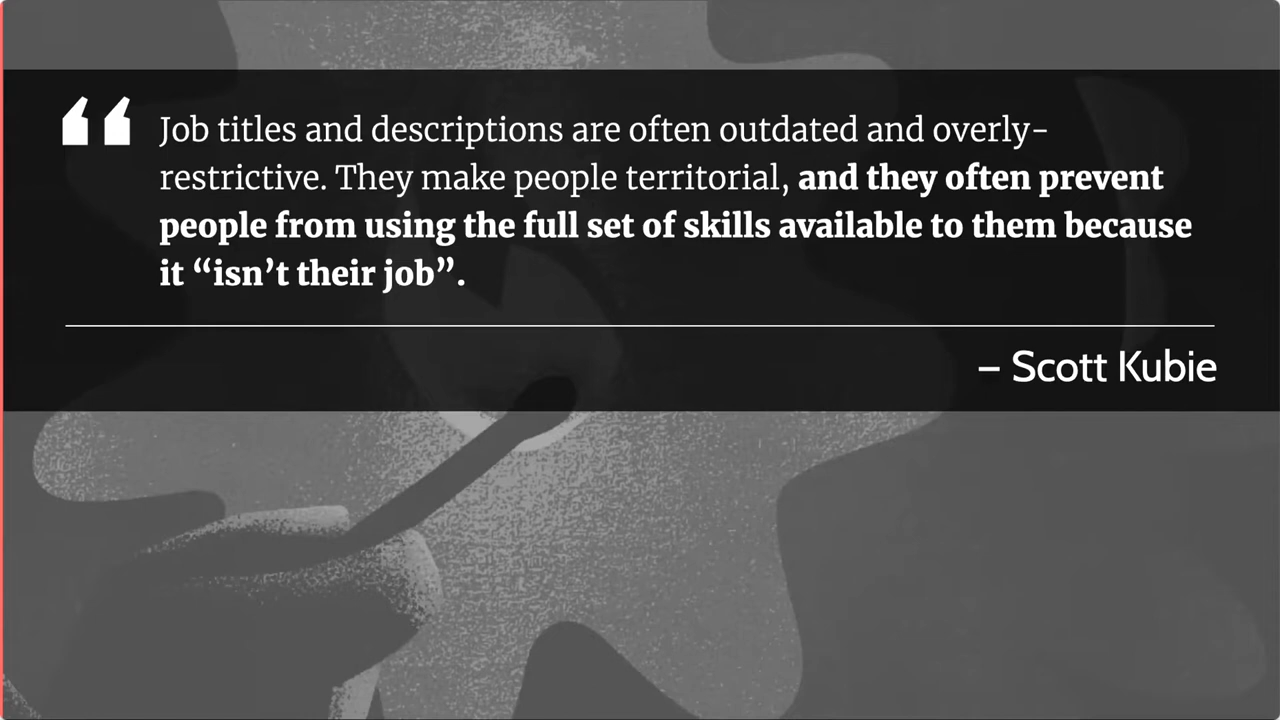 “
Job titles and descriptions are often outdated and overly-
restrictive. They make people territorial, and they often prevent
people from using the full set of skills available to them because
it “isn’t their job”.
– Scott Kubie